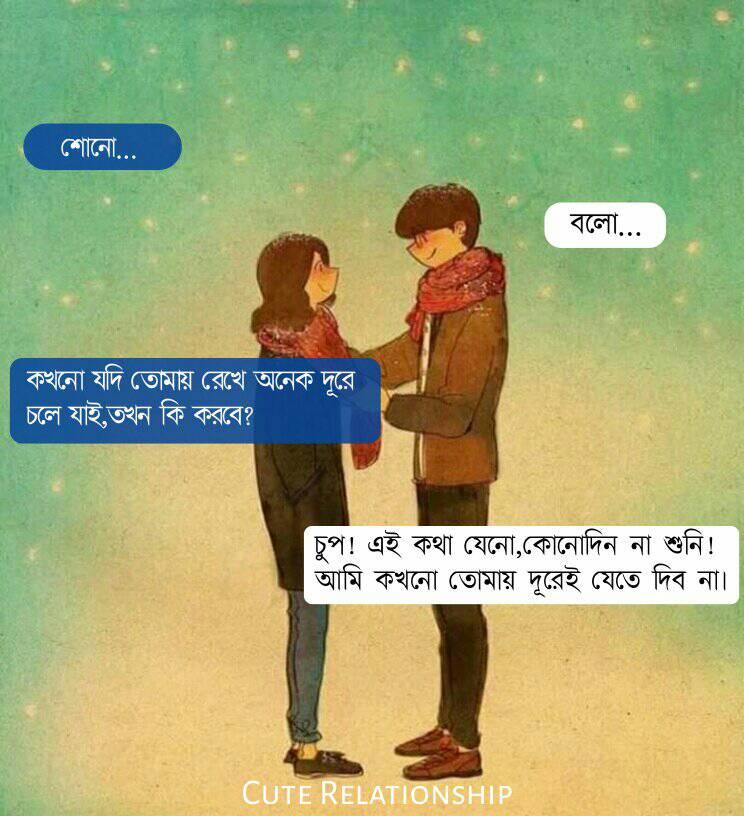 শোনো...
বলো...
কখনো যদি তোমায় রেখে অনেক দূরে
চলে যাই,তখন কি করবে?
চুপ! এই কথা যেনো,কোনোদিন না শুনি!
আমি কখনো তোমায় দূরেই যেতে দিব না।
CUTE RELATIONSHIP